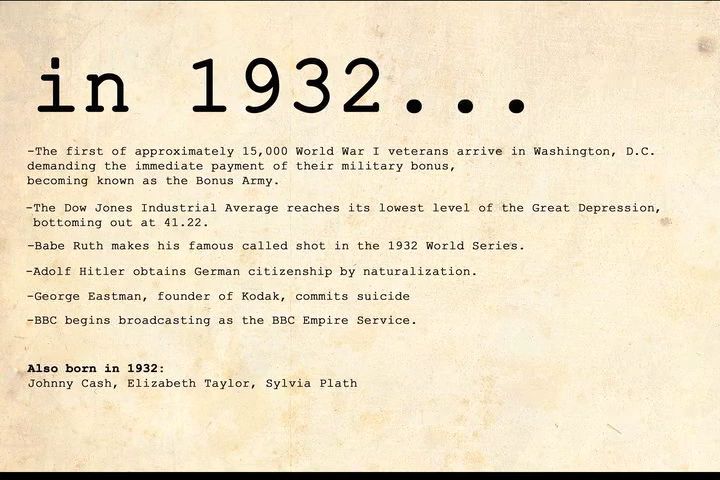 in 1932...
-The first of approximately 15,000 World War I veterans arrive in Washington, D.C.
demanding the immediate payment of their military bonus,
becoming known as the Bonus Army.
-The Dow Jones Industrial Average reaches its lowest level of the Great Depression,
bottoming out at 41.22.
-Babe Ruth makes his famous called shot in the 1932 World Series.
-Adolf Hitler obtains German citizenship by naturalization.
-George Eastman, founder of Kodak, commits suicide
-BBC begins broadcasting as the BBC Empire Service.
Also born in 1932:
Johnny Cash, Elizabeth Taylor, Sylvia Plath